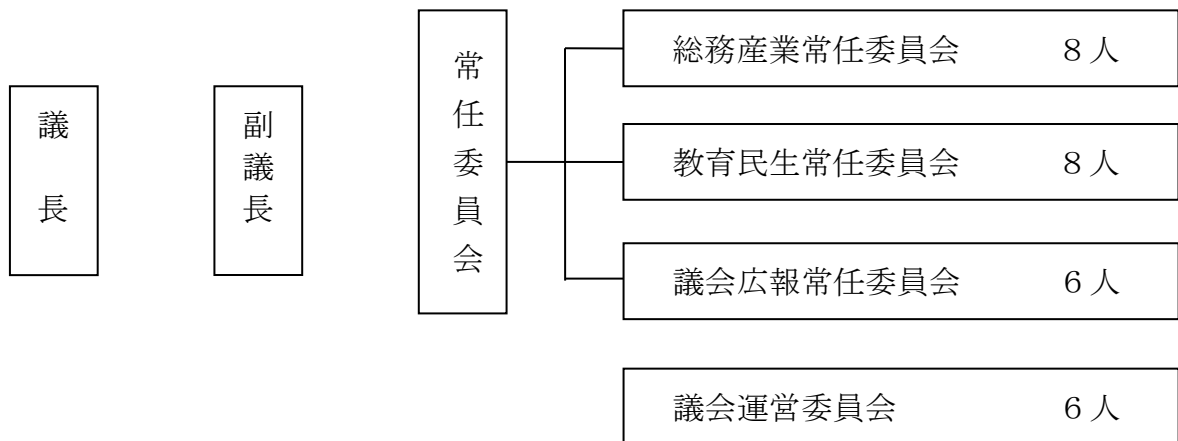 議長
副議長
常任委員会
総務産業常任委員会 8人
教育民生常任委員会 8人
議会広報常任委員会 6人
議会運営委員会 6人